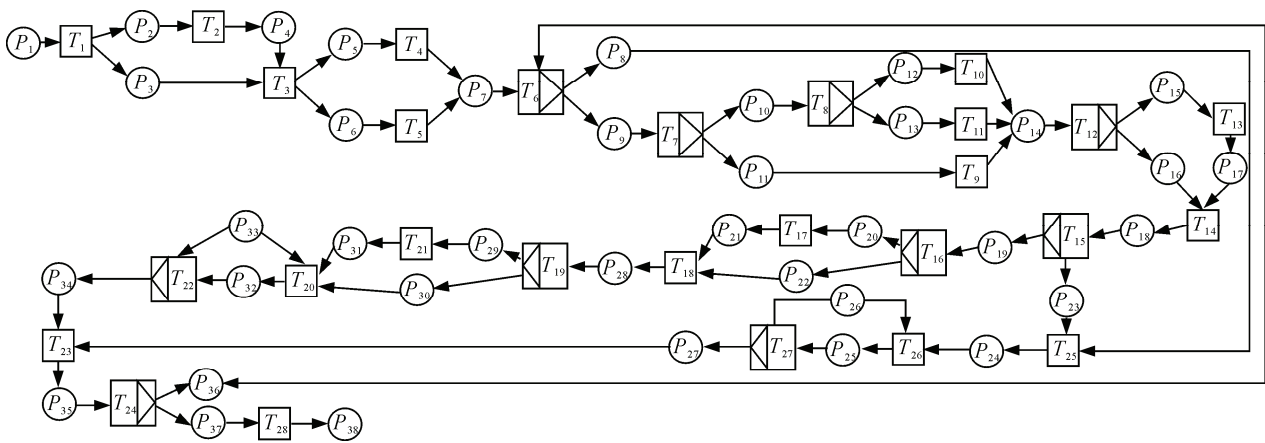 P₁ T₁ P₂ T₂ P₄
P₃ T₃
P₅ T₄
P₆ T₅
P₇ T₆ P₈
P₉ T₇ P₁₀ T₈ P₁₂ T₁₀
P₁₃ T₁₁
P₁₁ T₉
P₁₄ T₁₂ P₁₅ T₁₃
P₁₆ P₁₇
T₁₄
P₃₃ P₃₁ T₂₁ P₂₉ P₂₁ T₁₇ P₂₀ P₁₉ T₁₅ P₁₈
P₃₄ T₂₂ P₃₂ T₂₀ P₃₀ T₁₉ P₂₈ T₁₈ P₂₂ T₁₆
P₂₆ P₂₃
T₂₃ P₂₇ T₂₇ P₂₅ T₂₆ P₂₄ T₂₅
P₃₅ T₂₄ P₃₆
P₃₇ T₂₈ P₃₈